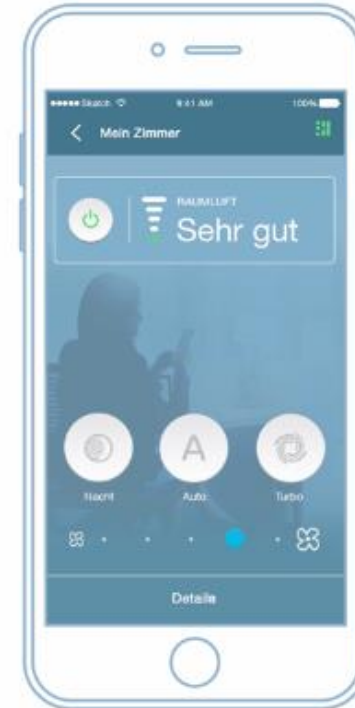 Sketch 9:41 AM 100%
Mein Zimmer
RAUMLUFT
Sehr gut
A
Nacht Auto Turbo
Details